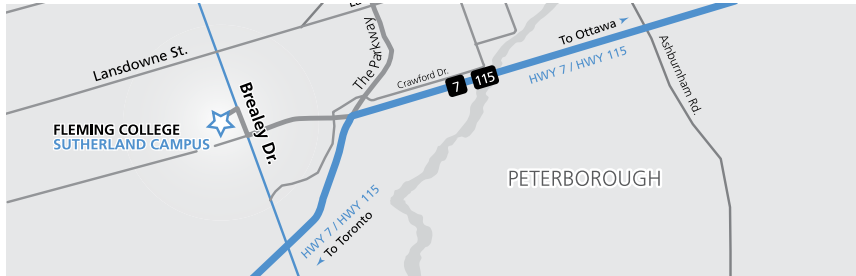 La
Lansdowne St.
The Parkway
To Ottawa
Crawford Dr.
7
115
HWY 7 / HWY 115
Ashburnham Rd.
Brealey Dr.
FLEMING COLLEGE
SUTHERLAND CAMPUS
PETERBOROUGH
HWY 7 / HWY 115
To Toronto